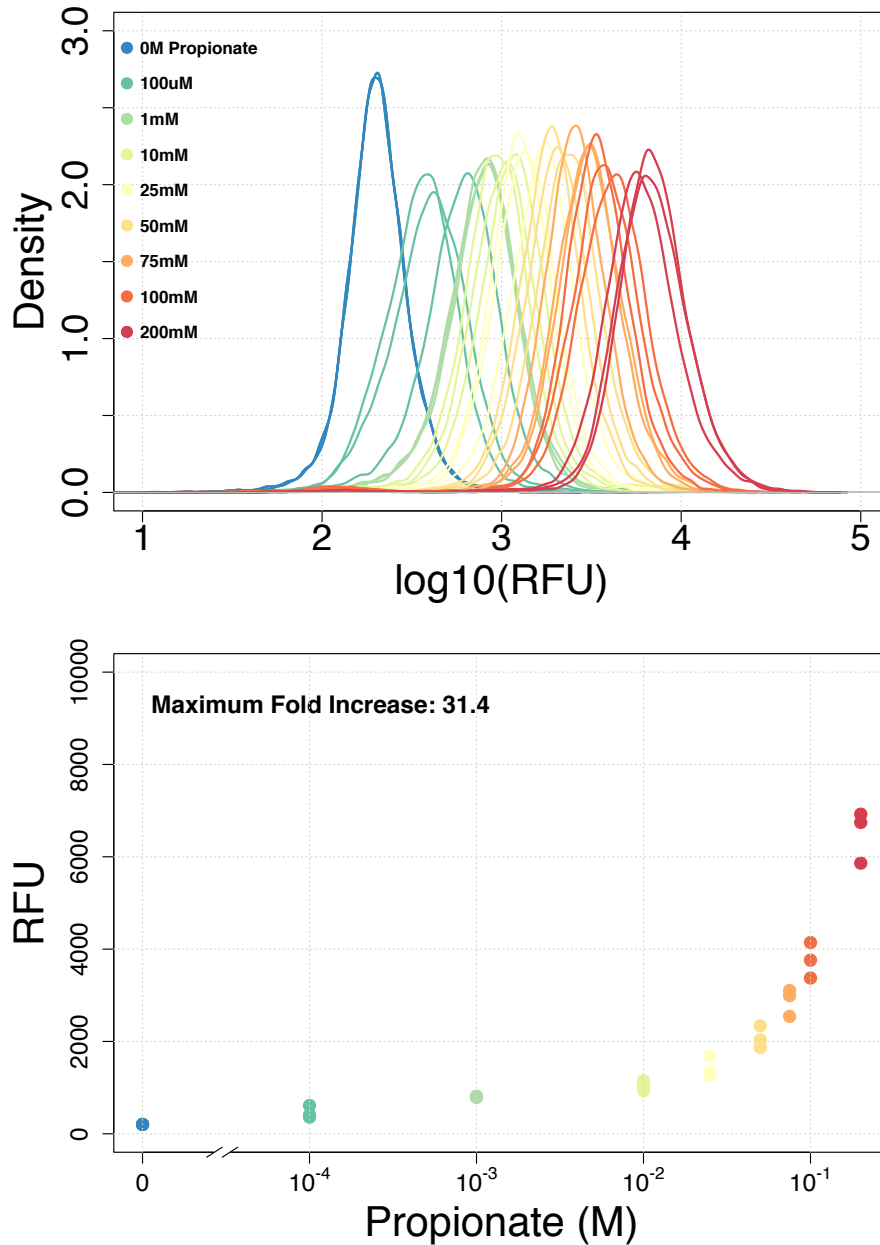 3.0
2.0
1.0
0.0
Density
0M Propionate
100uM
1mM
10mM
25mM
50mM
75mM
100mM
200mM
1 2 3 4 5
log10(RFU)
Maximum Fold Increase: 31.4
10000
8000
6000
4000
2000
0
RFU
0 10⁻⁴ 10⁻³ 10⁻² 10⁻¹
Propionate (M)